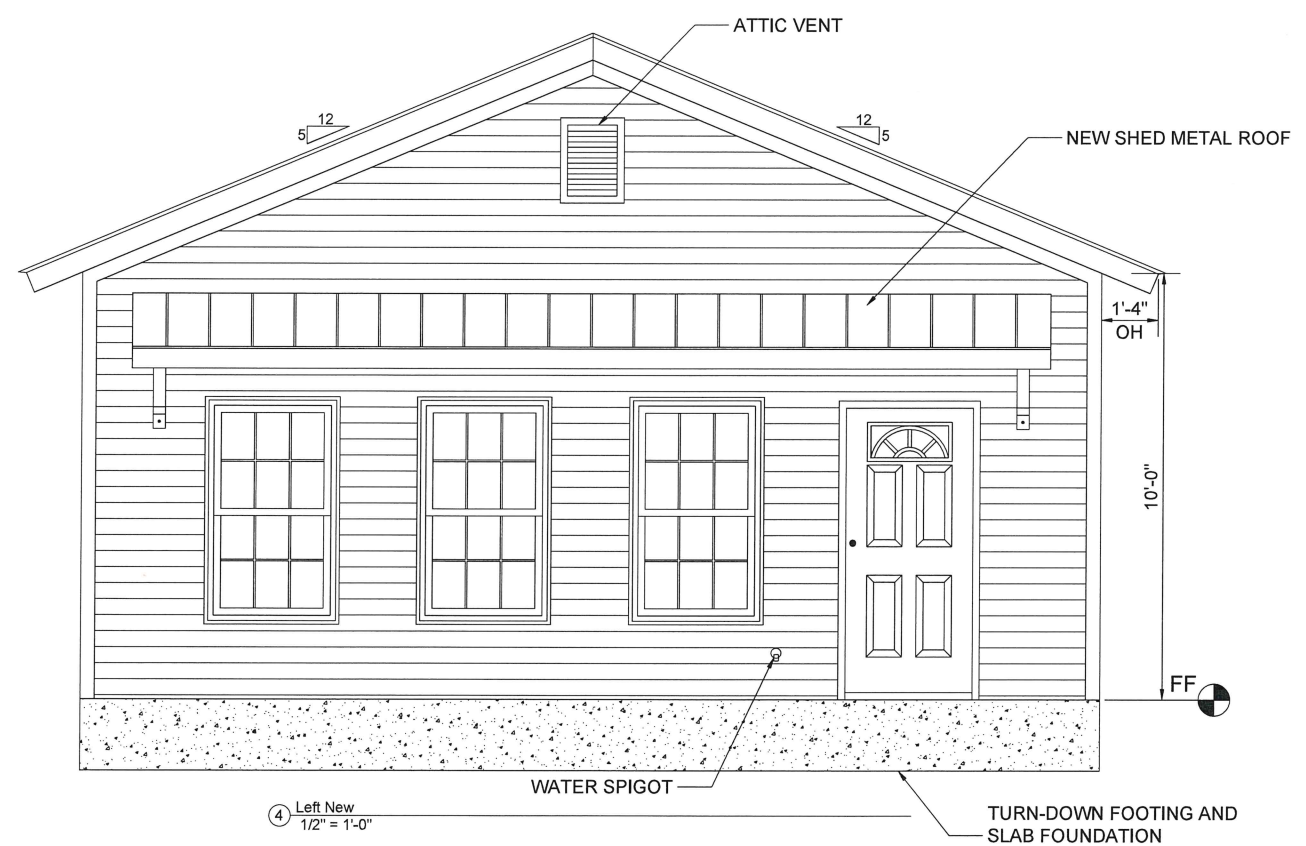 ATTIC VENT
12
5
12
5
NEW SHED METAL ROOF
1'-4"
OH
10'-0"
FF
WATER SPIGOT
4
Left New
1/2" = 1'-0"
TURN-DOWN FOOTING AND
SLAB FOUNDATION